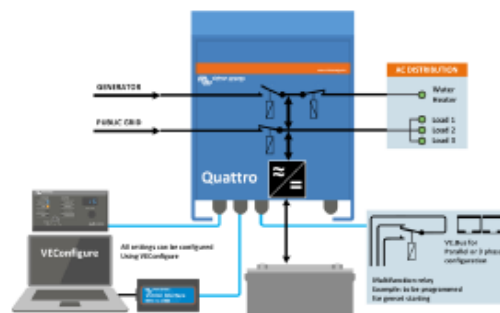 victron energy
GENERATOR
PUBLIC GRID
AC DISTRIBUTION
Water
Heater
Load 1
Load 2
Load 3
Quattro
All settings can be configured
Using VEConfigure
VEConfigure
VE.Bus for
Parallel or 3 phase
configuration
Multifunction relay
Example: to be programmed
for genset starting